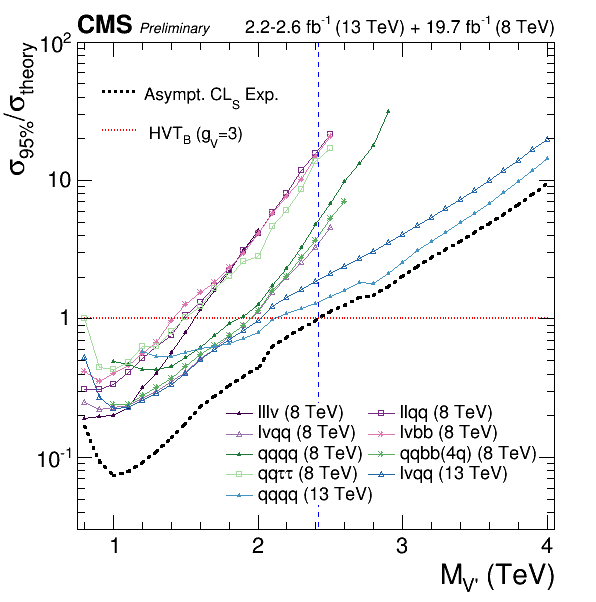 CMS Preliminary 2.2-2.6 fb⁻¹ (13 TeV) + 19.7 fb⁻¹ (8 TeV)
σ95%/σtheory
10²
10
1
10⁻¹
Asympt. CLS Exp.
HVTB (gV=3)
lllν (8 TeV) llqq (8 TeV)
lνqq (8 TeV) lνbb (8 TeV)
qqqq (8 TeV) qqbb(4q) (8 TeV)
qqττ (8 TeV) lνqq (13 TeV)
qqqq (13 TeV)
1 2 3 4
MV' (TeV)